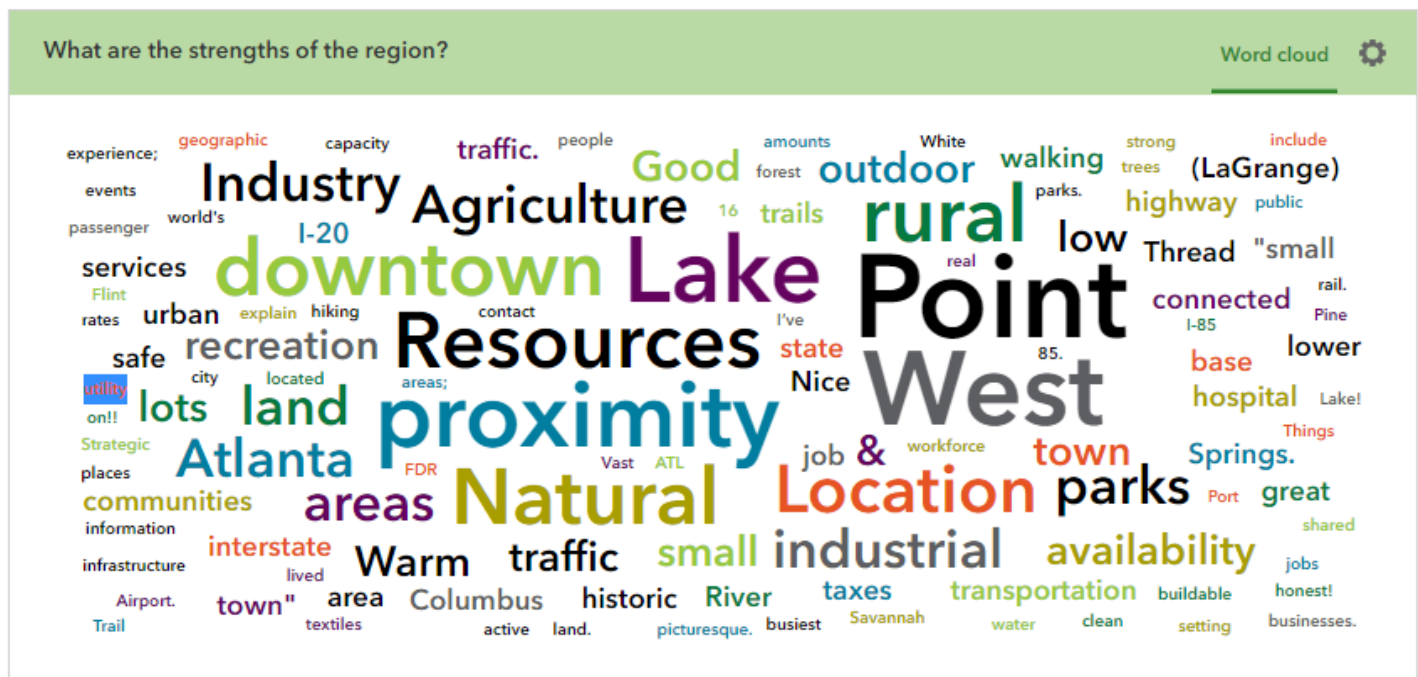 What are the strengths of the region?
Word cloud
experience; geographic capacity traffic. people amounts White strong include
Industry Good forest outdoor walking trees (LaGrange)
events Agriculture 16 trails rural parks. highway public
passenger world's I-20 low Thread "small
services downtown Lake real Point connected rail.
Flint
rates urban explain hiking contact I've I-85 Pine
safe recreation Resources state 85. base lower
utility city located areas; Nice West hospital Lake!
on!! lots land proximity Things
Strategic Atlanta job & workforce town Springs.
places FDR Vast ATL
communities areas Natural Location parks Port great
information shared
infrastructure interstate Warm traffic small industrial availability jobs
lived
Airport. town" area Columbus historic River taxes transportation buildable honest!
Trail textiles active land. picturesque. busiest Savannah water clean setting businesses.